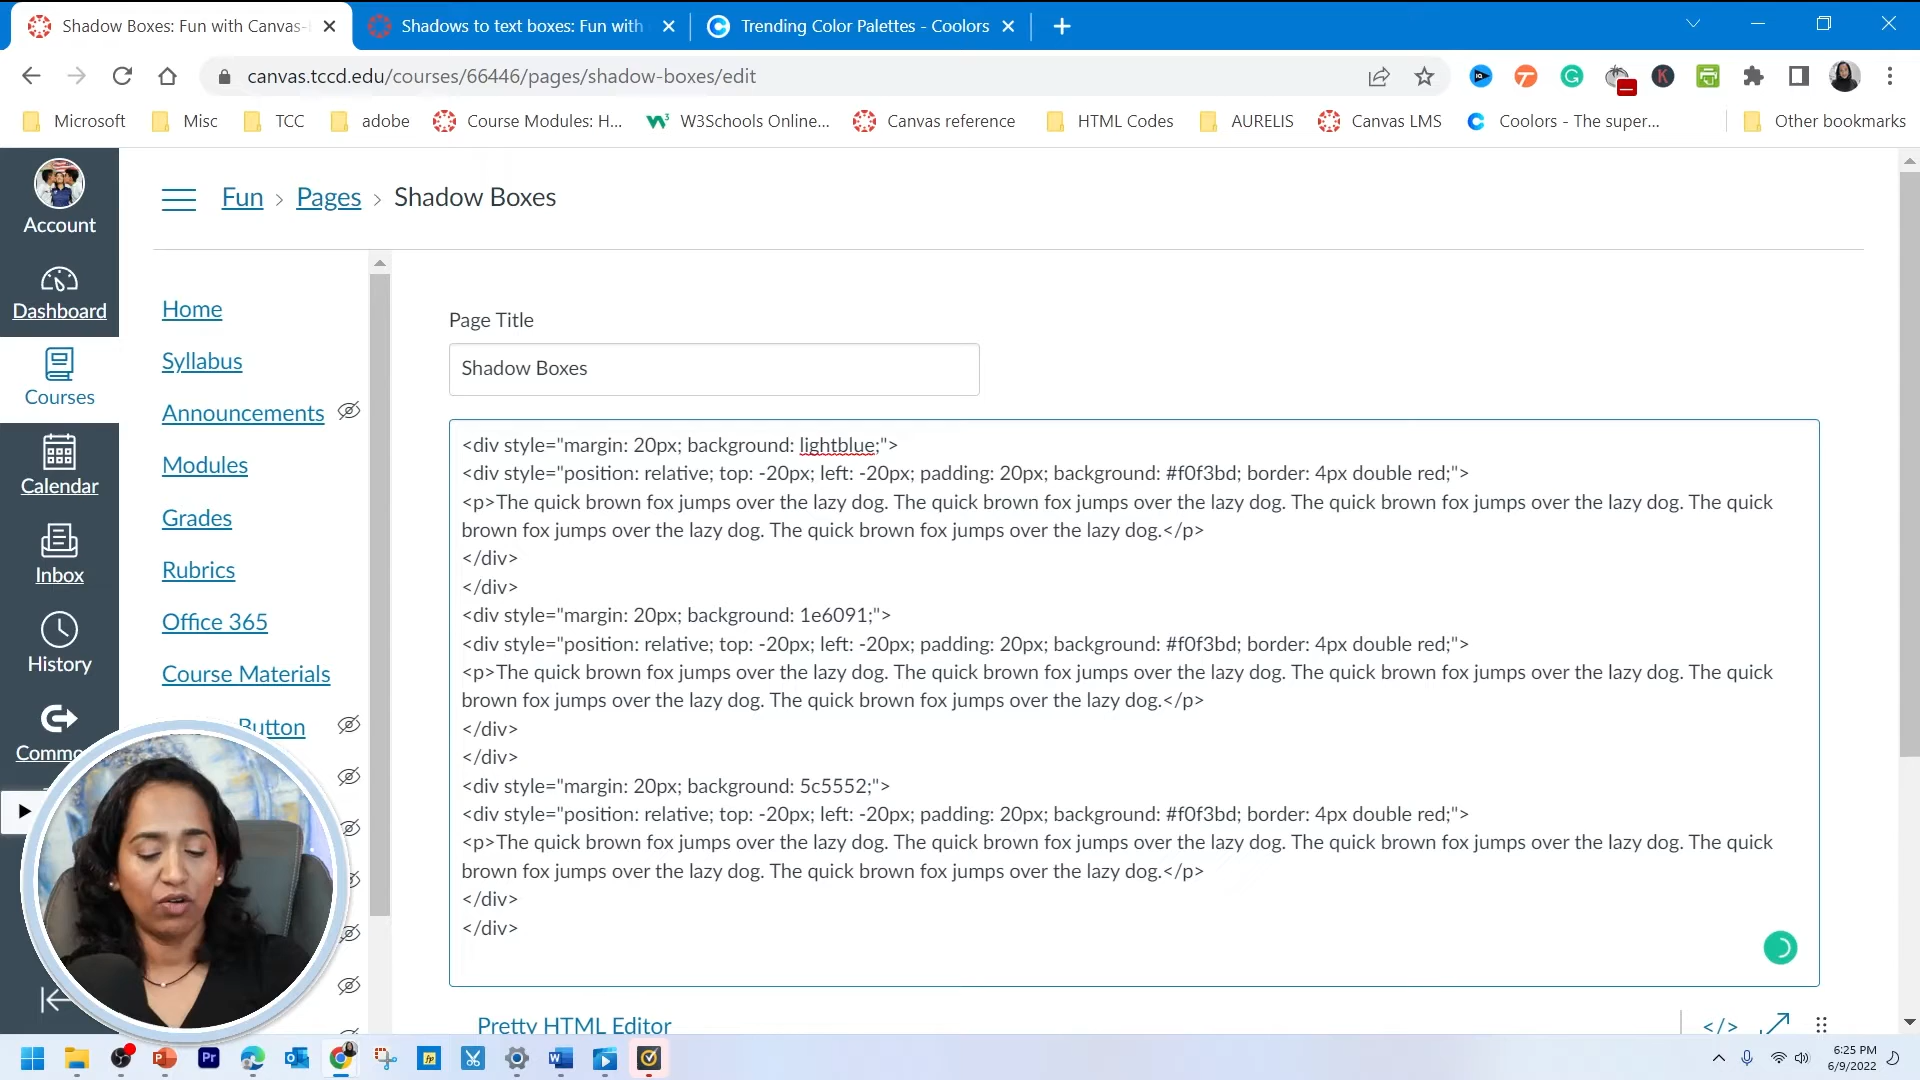 Shadow Boxes: Fun with Canvas-
Shadows to text boxes: Fun with
Trending Color Palettes - Coolors
canvas.tccd.edu/courses/66446/pages/shadow-boxes/edit
Microsoft
Misc
TCC
adobe
Course Modules: H...
W3Schools Online...
Canvas reference
HTML Codes
AURELIS
Canvas LMS
Coolors - The super...
Other bookmarks
Account
Dashboard
Courses
Calendar
Inbox
History
Fun > Pages > Shadow Boxes
Home
Syllabus
Announcements
Modules
Grades
Rubrics
Office 365
Course Materials
Button
Page Title
Shadow Boxes
<div style="margin: 20px; background: lightblue;">
<div style="position: relative; top: -20px; left: -20px; padding: 20px; background: #f0f3bd; border: 4px double red;">
<p>The quick brown fox jumps over the lazy dog. The quick brown fox jumps over the lazy dog. The quick brown fox jumps over the lazy dog. The quick
brown fox jumps over the lazy dog. The quick brown fox jumps over the lazy dog.</p>
</div>
</div>
<div style="margin: 20px; background: 1e6091;">
<div style="position: relative; top: -20px; left: -20px; padding: 20px; background: #f0f3bd; border: 4px double red;">
<p>The quick brown fox jumps over the lazy dog. The quick brown fox jumps over the lazy dog. The quick brown fox jumps over the lazy dog. The quick
brown fox jumps over the lazy dog. The quick brown fox jumps over the lazy dog.</p>
</div>
</div>
<div style="margin: 20px; background: 5c5552;">
<div style="position: relative; top: -20px; left: -20px; padding: 20px; background: #f0f3bd; border: 4px double red;">
<p>The quick brown fox jumps over the lazy dog. The quick brown fox jumps over the lazy dog. The quick brown fox jumps over the lazy dog. The quick
brown fox jumps over the lazy dog. The quick brown fox jumps over the lazy dog.</p>
</div>
</div>
Pretty HTML Editor
</>
6:25 PM
6/9/2022